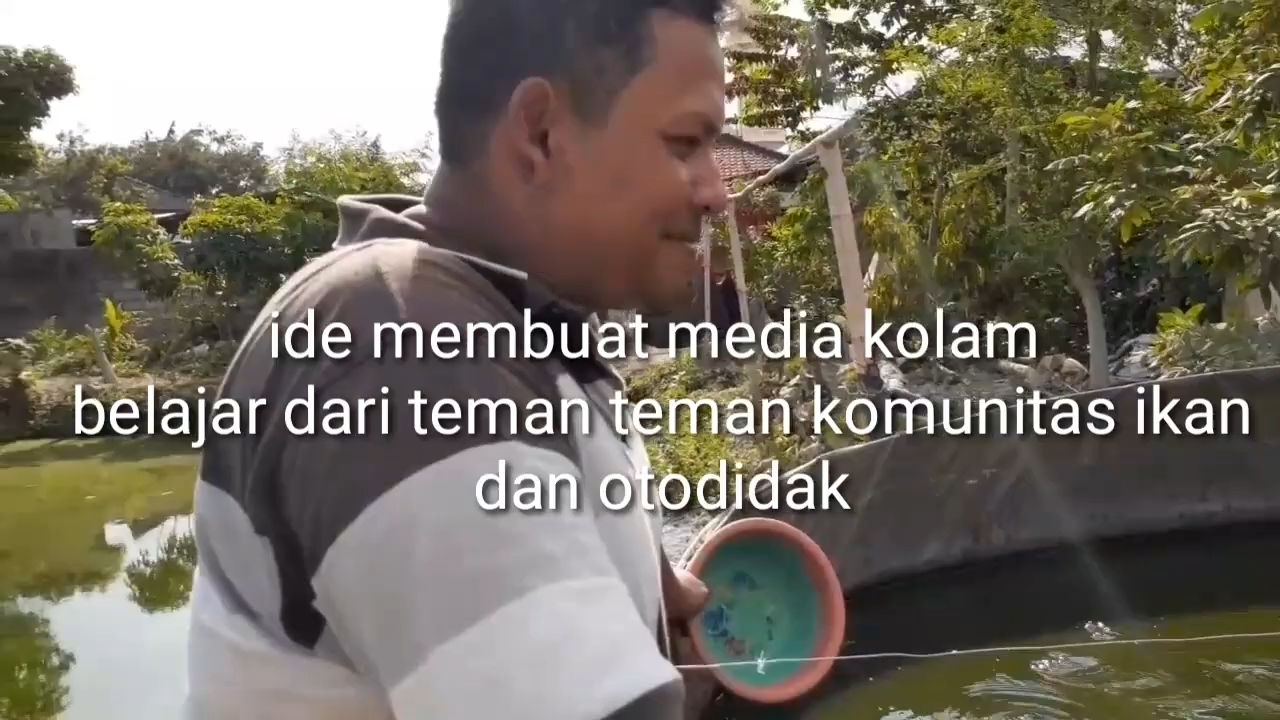 ide membuat media kolam
belajar dari teman teman komunitas ikan
dan otodidak